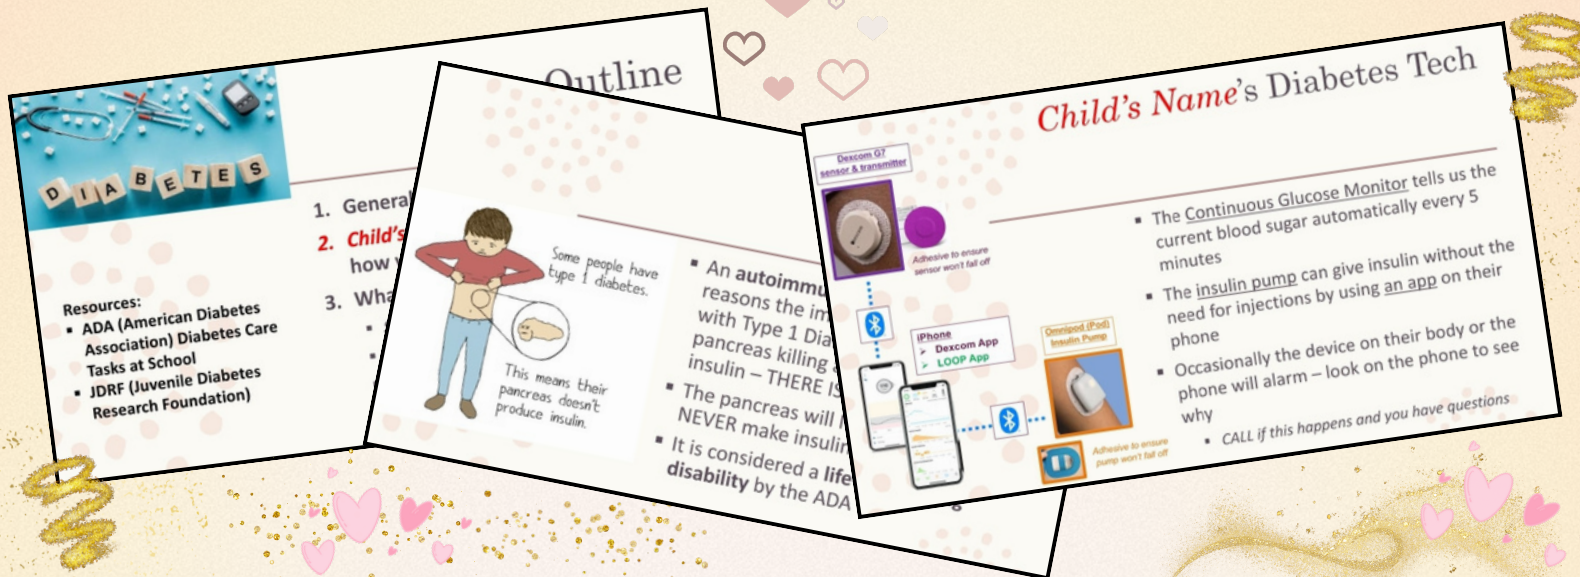 Outline
DIABETES
1. General
2. Child's
how
3. Wha
Resources:
▪ ADA (American Diabetes
Association) Diabetes Care
Tasks at School
▪ JDRF (Juvenile Diabetes
Research Foundation)
Some people have
type 1 diabetes.
This means their
pancreas doesn't
produce insulin.
▪ An autoimmu
reasons the im
with Type 1 Dia
pancreas killing
insulin – THERE IS
▪ The pancreas will
NEVER make insulin
▪ It is considered a life
disability by the ADA
Child's Name's Diabetes Tech
Dexcom G7
sensor & transmitter
Adhesive to ensure
sensor won't fall off
iPhone
➢ Dexcom App
➢ LOOP App
Omnipod (Pod)
Insulin Pump
Adhesive to ensure
pump won't fall off
▪ The Continuous Glucose Monitor tells us the
current blood sugar automatically every 5
minutes
▪ The insulin pump can give insulin without the
need for injections by using an app on their
phone
▪ Occasionally the device on their body or the
phone will alarm – look on the phone to see
why
▪ CALL if this happens and you have questions